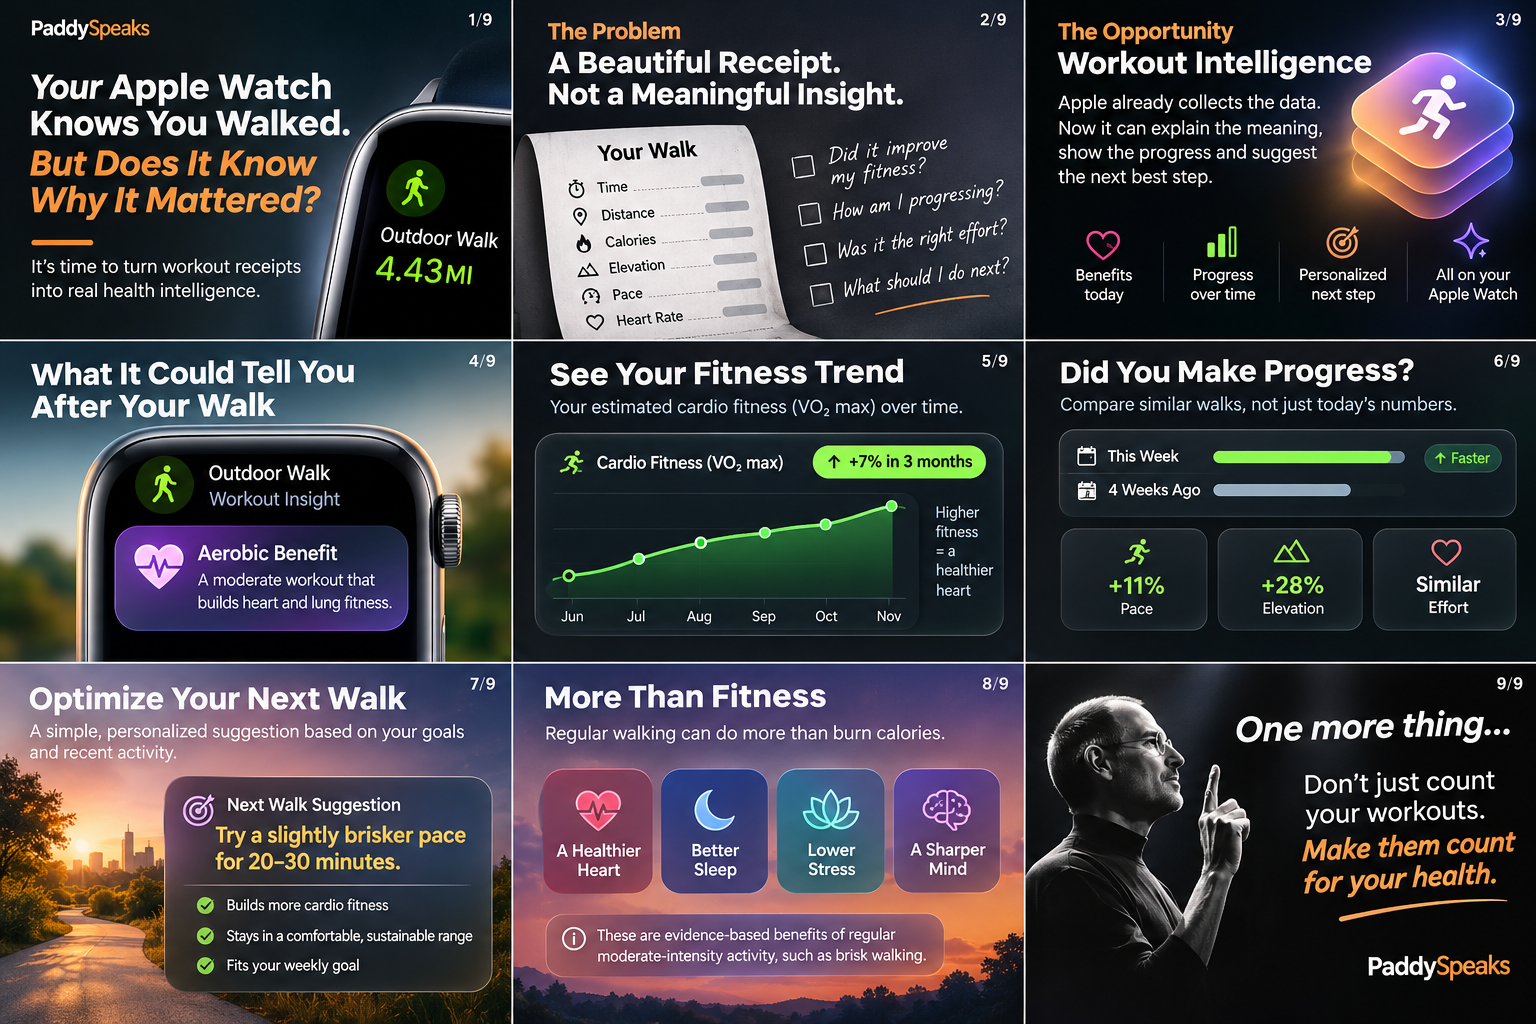 PaddySpeaks
1/9
Your Apple Watch
Knows You Walked.
But Does It Know
Why It Mattered?
It's time to turn workout receipts
into real health intelligence.
Outdoor Walk
4.43MI
2/9
The Problem
A Beautiful Receipt.
Not a Meaningful Insight.
Your Walk
Time
Distance
Calories
Elevation
Pace
Heart Rate
Did it improve
my fitness?
How am I progressing?
Was it the right effort?
What should I do next?
3/9
The Opportunity
Workout Intelligence
Apple already collects the data.
Now it can explain the meaning,
show the progress and suggest
the next best step.
Benefits
today
Progress
over time
Personalized
next step
All on your
Apple Watch
4/9
What It Could Tell You
After Your Walk
Outdoor Walk
Workout Insight
Aerobic Benefit
A moderate workout that
builds heart and lung fitness.
5/9
See Your Fitness Trend
Your estimated cardio fitness (VO₂ max) over time.
Cardio Fitness (VO₂ max)
↑ +7% in 3 months
Higher
fitness
= a
healthier
heart
Jun Jul Aug Sep Oct Nov
6/9
Did You Make Progress?
Compare similar walks, not just today's numbers.
This Week
↑ Faster
4 Weeks Ago
+11%
Pace
+28%
Elevation
Similar
Effort
7/9
Optimize Your Next Walk
A simple, personalized suggestion based on your goals
and recent activity.
Next Walk Suggestion
Try a slightly brisker pace
for 20–30 minutes.
Builds more cardio fitness
Stays in a comfortable, sustainable range
Fits your weekly goal
8/9
More Than Fitness
Regular walking can do more than burn calories.
A Healthier
Heart
Better
Sleep
Lower
Stress
A Sharper
Mind
These are evidence-based benefits of regular
moderate-intensity activity, such as brisk walking.
9/9
One more thing...
Don't just count
your workouts.
Make them count
for your health.
PaddySpeaks